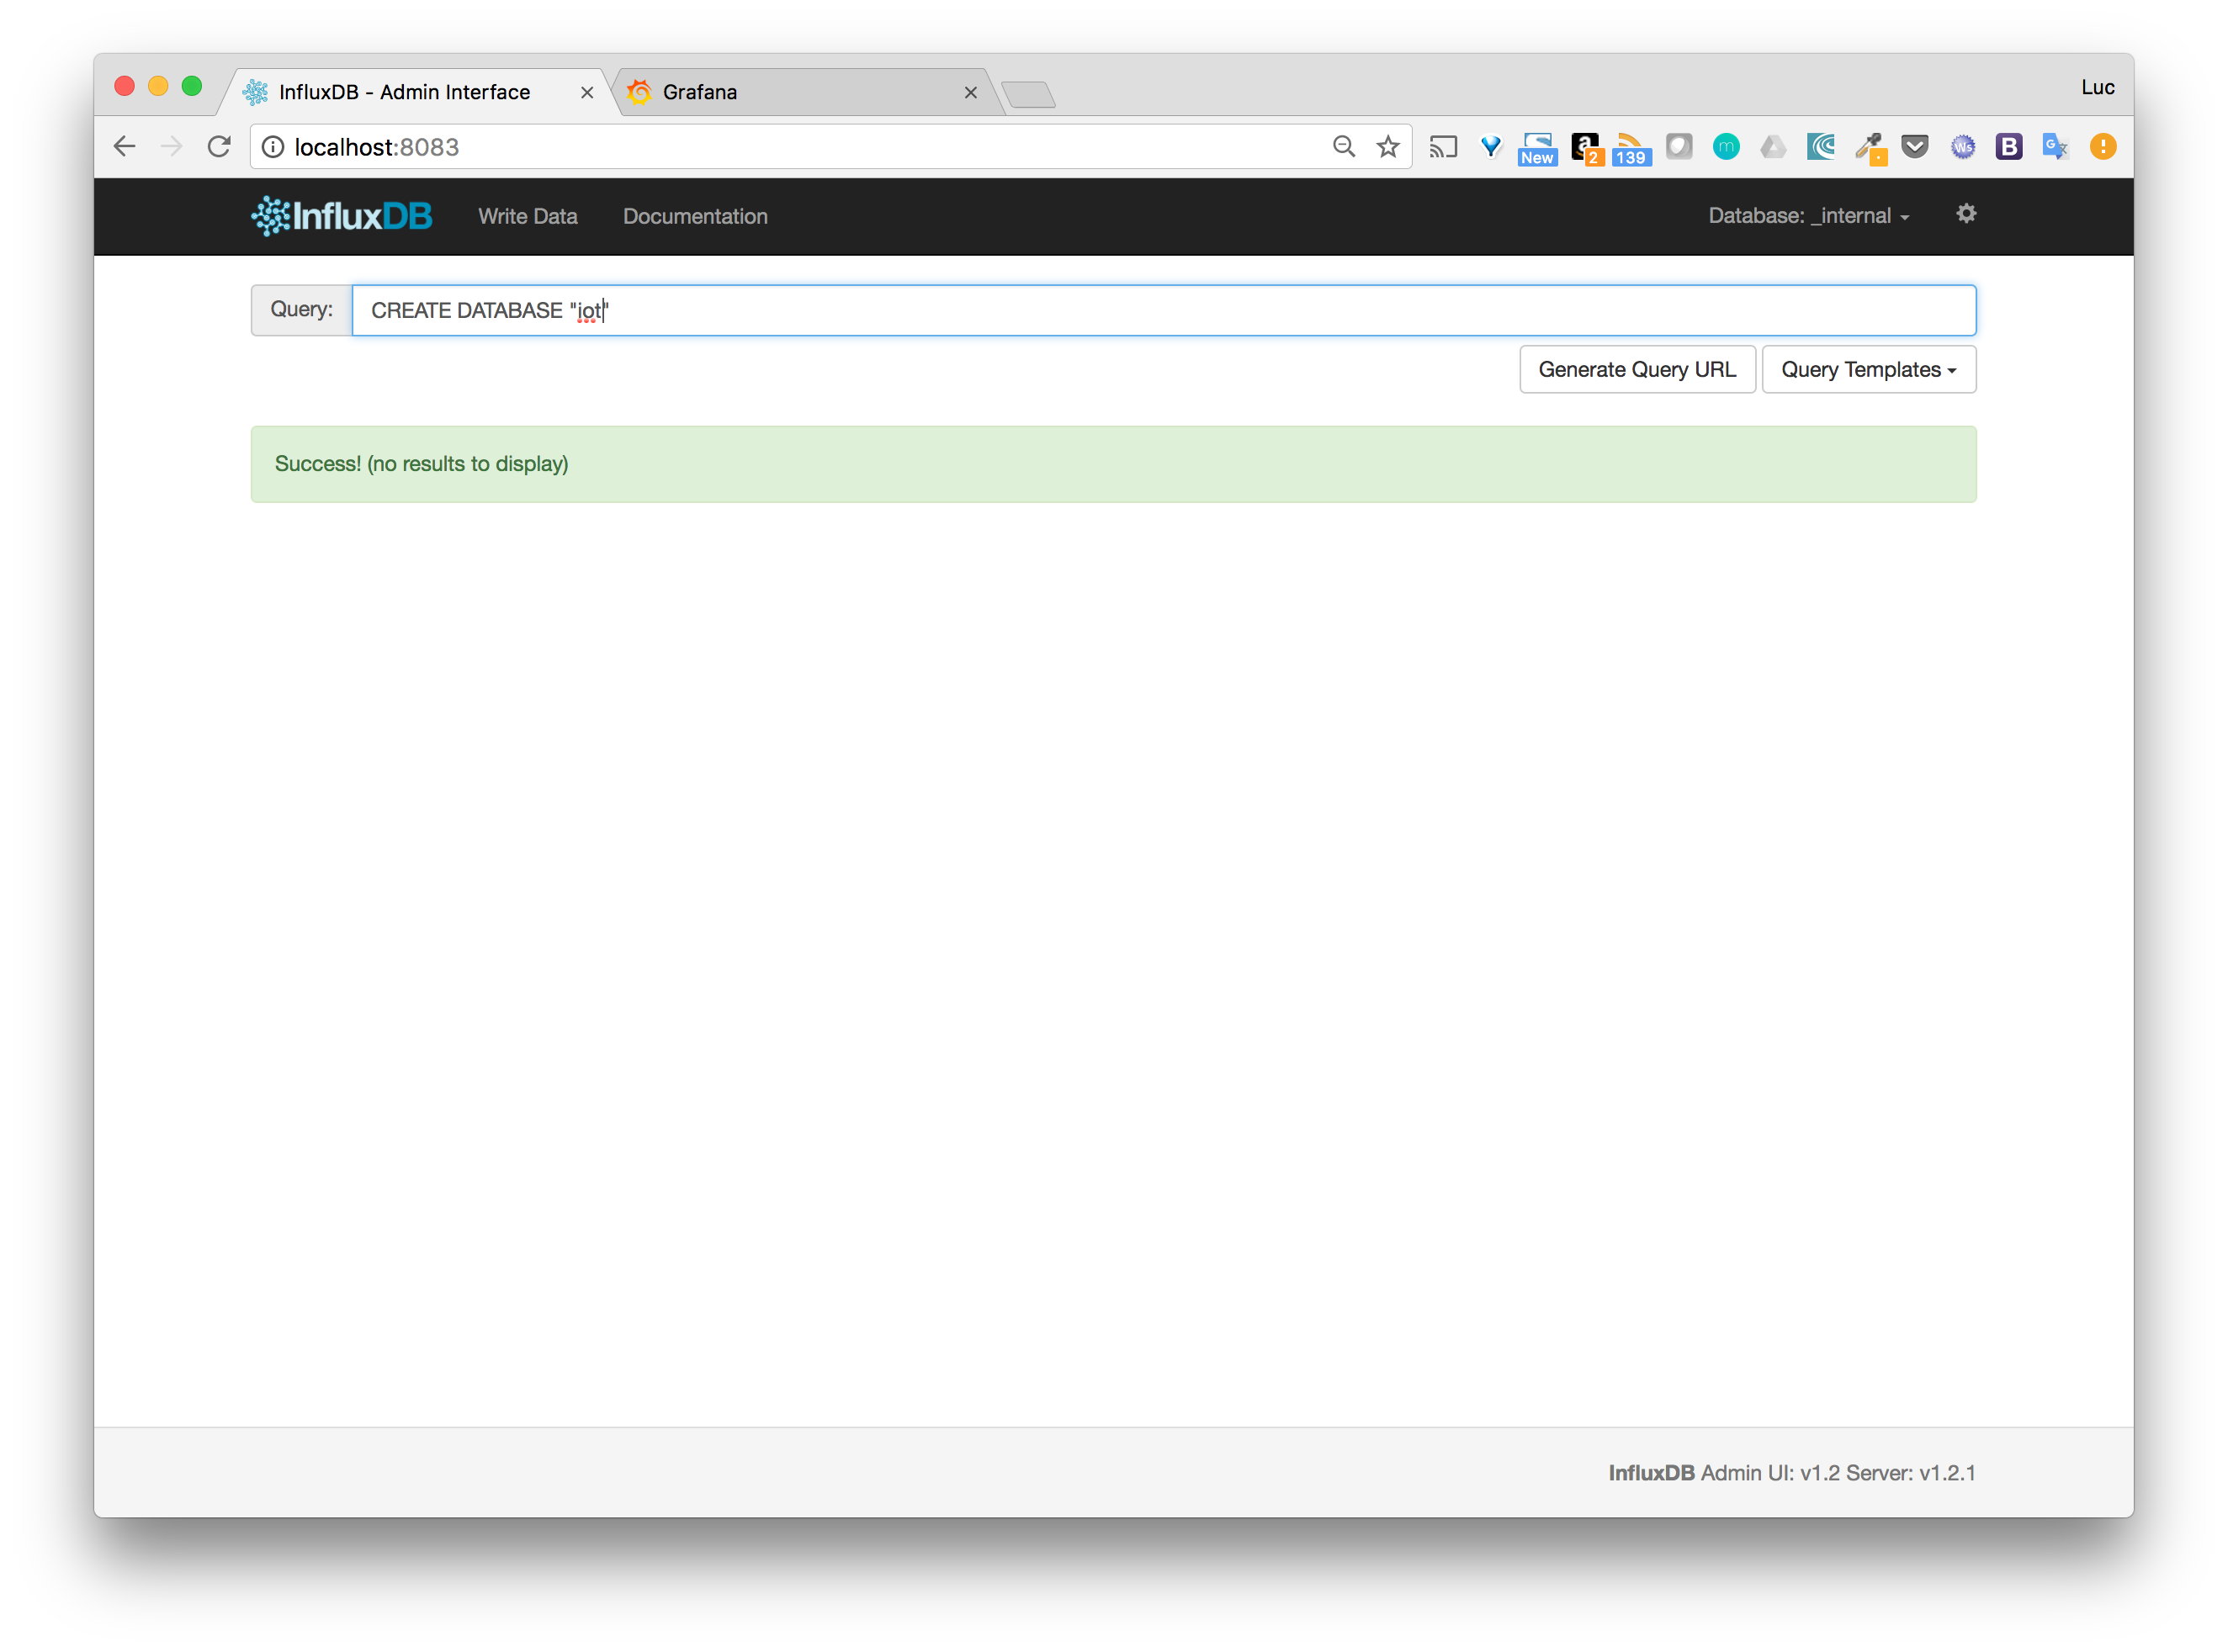 InfluxDB - Admin Interface
Grafana
Luc
localhost:8083
New
2
139
m
Ws
B
InfluxDB
Write Data
Documentation
Database: _internal
Query:
CREATE DATABASE "iot"
Generate Query URL
Query Templates
Success! (no results to display)
InfluxDB Admin UI: v1.2 Server: v1.2.1